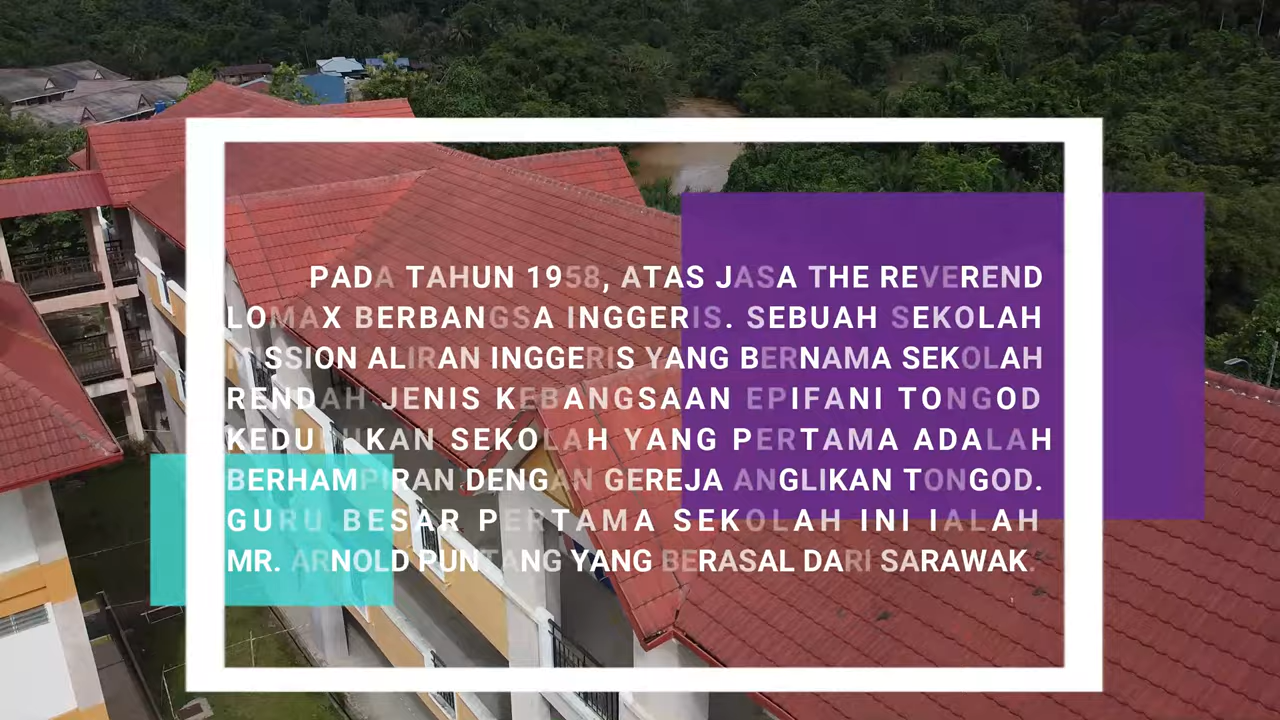 PADA TAHUN 1958, ATAS JASA THE REVEREND
LOMAX BERBANGSA INGGERIS. SEBUAH SEKOLAH
MISSION ALIRAN INGGERIS YANG BERNAMA SEKOLAH
RENDAH JENIS KEBANGSAAN EPIFANI TONGOD
KEDUDUKAN SEKOLAH YANG PERTAMA ADALAH
BERHAMPIRAN DENGAN GEREJA ANGLIKAN TONGOD.
GURU BESAR PERTAMA SEKOLAH INI IALAH
MR. ARNOLD PUNTANG YANG BERASAL DARI SARAWAK.